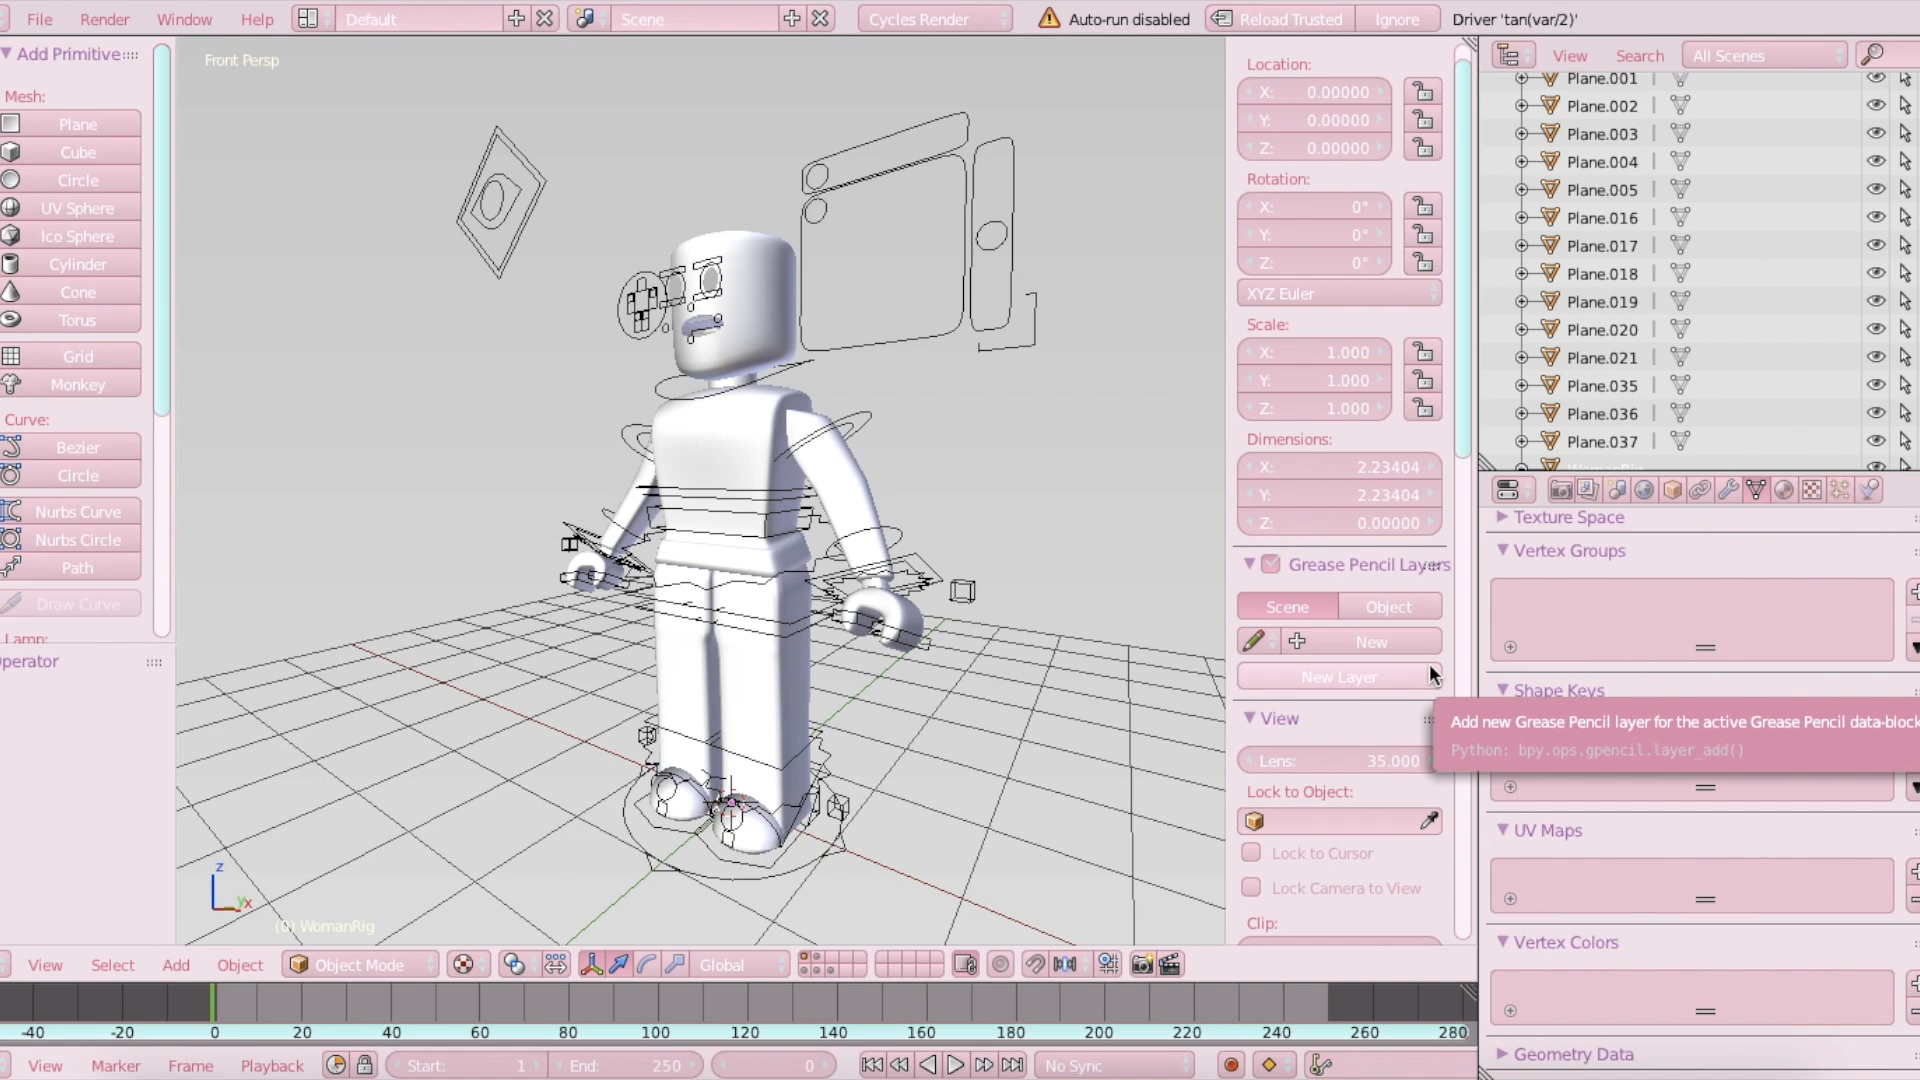 File Render Window Help Default Scene Cycles Render Auto-run disabled Reload Trusted Ignore Driver 'tan(var/2)'
Add Primitive
Mesh:
Plane
Cube
Circle
UV Sphere
Ico Sphere
Cylinder
Cone
Torus
Grid
Monkey
Curve:
Bezier
Circle
Nurbs Curve
Nurbs Circle
Path
Draw Curve
Lamp:
Operator
Front Persp
z
y x
(0) WomanRig
Location:
X: 0.00000
Y: 0.00000
Z: 0.00000
Rotation:
X: 0°
Y: 0°
Z: 0°
XYZ Euler
Scale:
X: 1.000
Y: 1.000
Z: 1.000
Dimensions:
X: 2.23404
Y: 2.23404
Z: 0.00000
Grease Pencil Layers
Scene Object
New
New Layer
View
Lens: 35.000
Lock to Object:
Lock to Cursor
Lock Camera to View
Clip:
View Search All Scenes
Plane.001
Plane.002
Plane.003
Plane.004
Plane.005
Plane.016
Plane.017
Plane.018
Plane.019
Plane.020
Plane.021
Plane.035
Plane.036
Plane.037
WomanRig
Texture Space
Vertex Groups
Shape Keys
Add new Grease Pencil layer for the active Grease Pencil data-block
Python: bpy.ops.gpencil.layer_add()
UV Maps
Vertex Colors
Geometry Data
View Select Add Object Object Mode Global
-40 -20 0 20 40 60 80 100 120 140 160 180 200 220 240 260 280
View Marker Frame Playback Start: 1 End: 250 0 No Sync